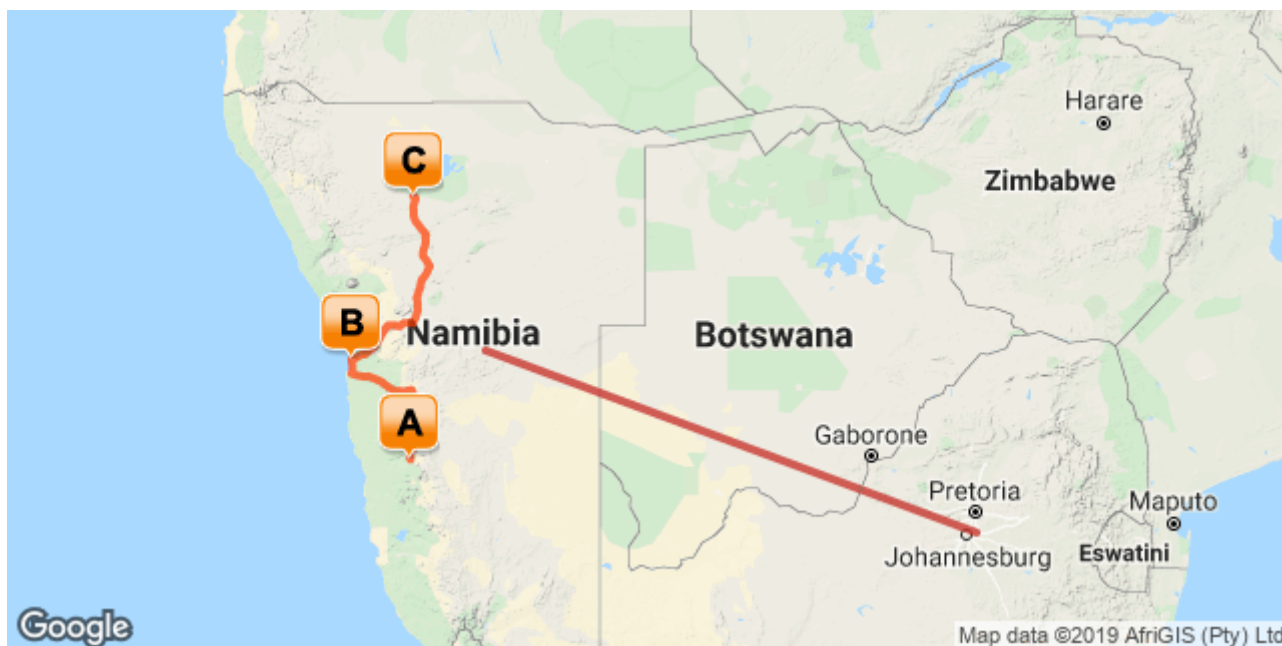 Harare
C
Zimbabwe
B
Namibia
Botswana
A
Gaborone
Pretoria
Maputo
Johannesburg
Eswatini
Google
Map data ©2019 AfriGIS (Pty) Ltd